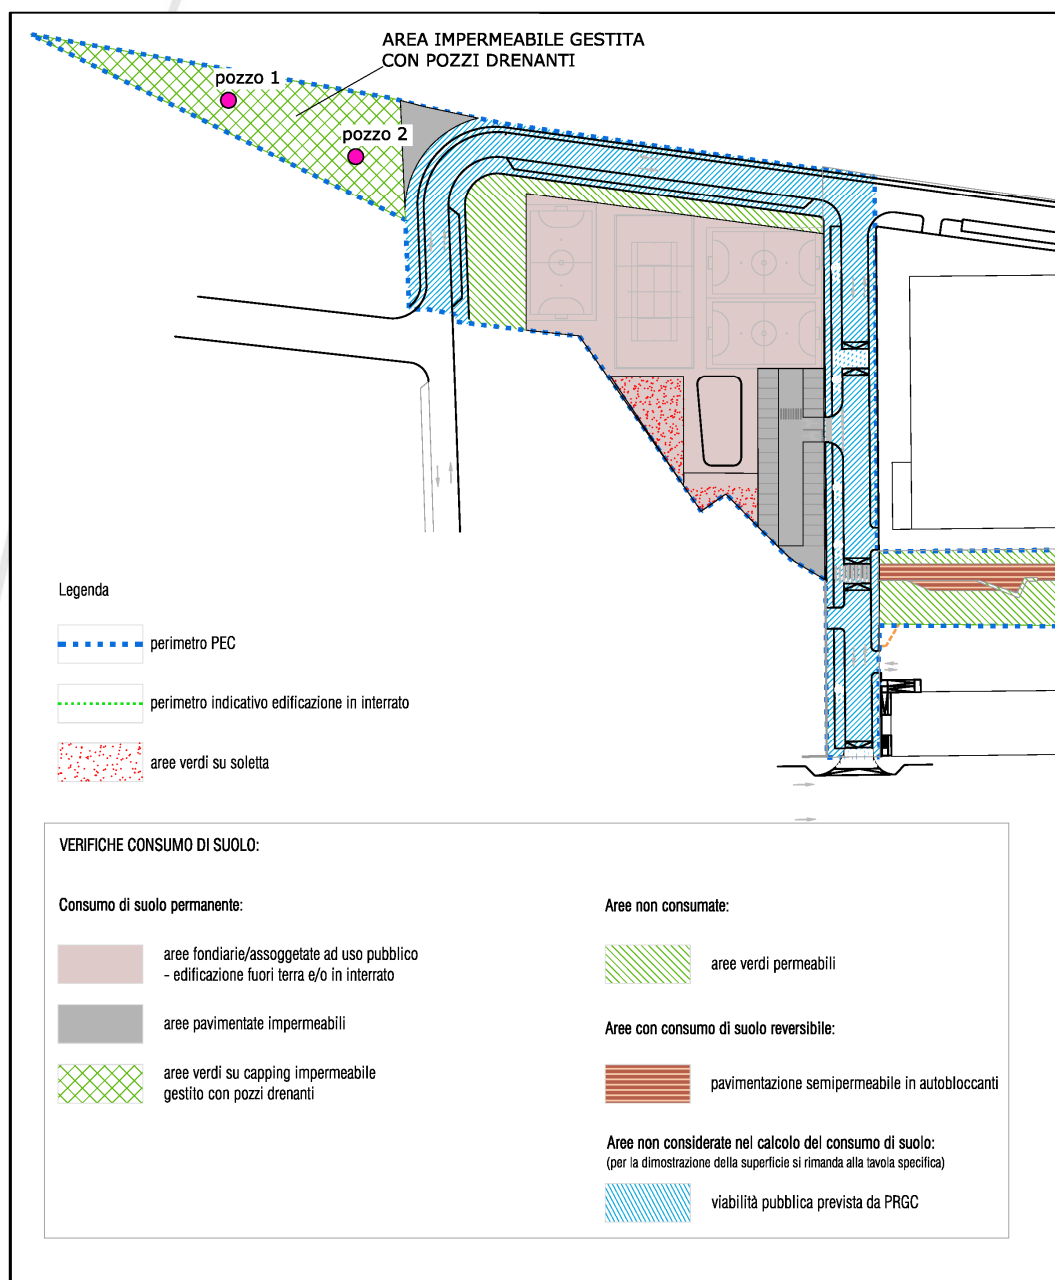 AREA IMPERMEABILE GESTITA
CON POZZI DRENANTI
pozzo 1
pozzo 2
Legenda
perimetro PEC
perimetro indicativo edificazione in interrato
aree verdi su soletta
VERIFICHE CONSUMO DI SUOLO:
Consumo di suolo permanente:
aree fondiarie/assoggetate ad uso pubblico
- edificazione fuori terra e/o in interrato
aree pavimentate impermeabili
aree verdi su capping impermeabile
gestito con pozzi drenanti
Aree non consumate:
aree verdi permeabili
Aree con consumo di suolo reversibile:
pavimentazione semipermeabile in autobloccanti
Aree non considerate nel calcolo del consumo di suolo:
(per la dimostrazione della superficie si rimanda alla tavola specifica)
viabilità pubblica prevista da PRGC